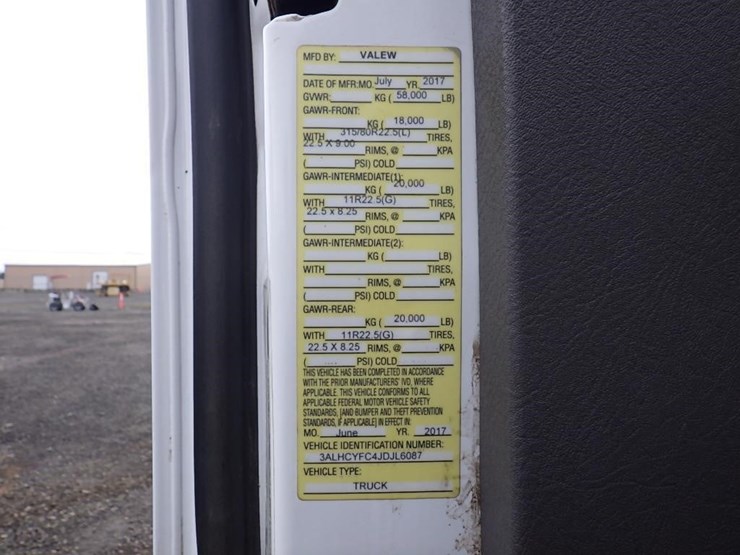 MFD BY: VALEW
DATE OF MFR:MO. July YR. 2017
GVWR: KG ( 58,000 LB)
GAWR-FRONT:
KG ( 18,000 LB)
WITH 315/80R22.5(L) TIRES,
22.5 X 9.00 RIMS, @ KPA
( PSI) COLD
GAWR-INTERMEDIATE(1):
KG ( 20,000 LB)
WITH 11R22.5(G) TIRES,
22.5 x 8.25 RIMS, @ KPA
( PSI) COLD
GAWR-INTERMEDIATE(2):
KG ( LB)
WITH TIRES,
RIMS, @ KPA
( PSI) COLD
GAWR-REAR:
KG ( 20,000 LB)
WITH 11R22.5(G) TIRES,
22.5 X 8.25 RIMS, @ KPA
( .... PSI) COLD
THIS VEHICLE HAS BEEN COMPLETED IN ACCORDANCE
WITH THE PRIOR MANUFACTURERS' IVD, WHERE
APPLICABLE. THIS VEHICLE CONFORMS TO ALL
APPLICABLE FEDERAL MOTOR VEHICLE SAFETY
STANDARDS, [AND BUMPER AND THEFT PREVENTION
STANDARDS, IF APPLICABLE] IN EFFECT IN:
MO. June YR. 2017
VEHICLE IDENTIFICATION NUMBER:
3ALHCYFC4JDJL6087
VEHICLE TYPE:
TRUCK